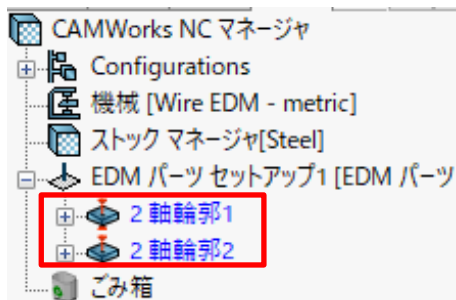 CAMWorks NC マネージャ
Configurations
機械 [Wire EDM - metric]
ストック マネージャ[Steel]
EDM パーツ セットアップ1 [EDM パーツ
2 軸輪郭1
2 軸輪郭2
ごみ箱